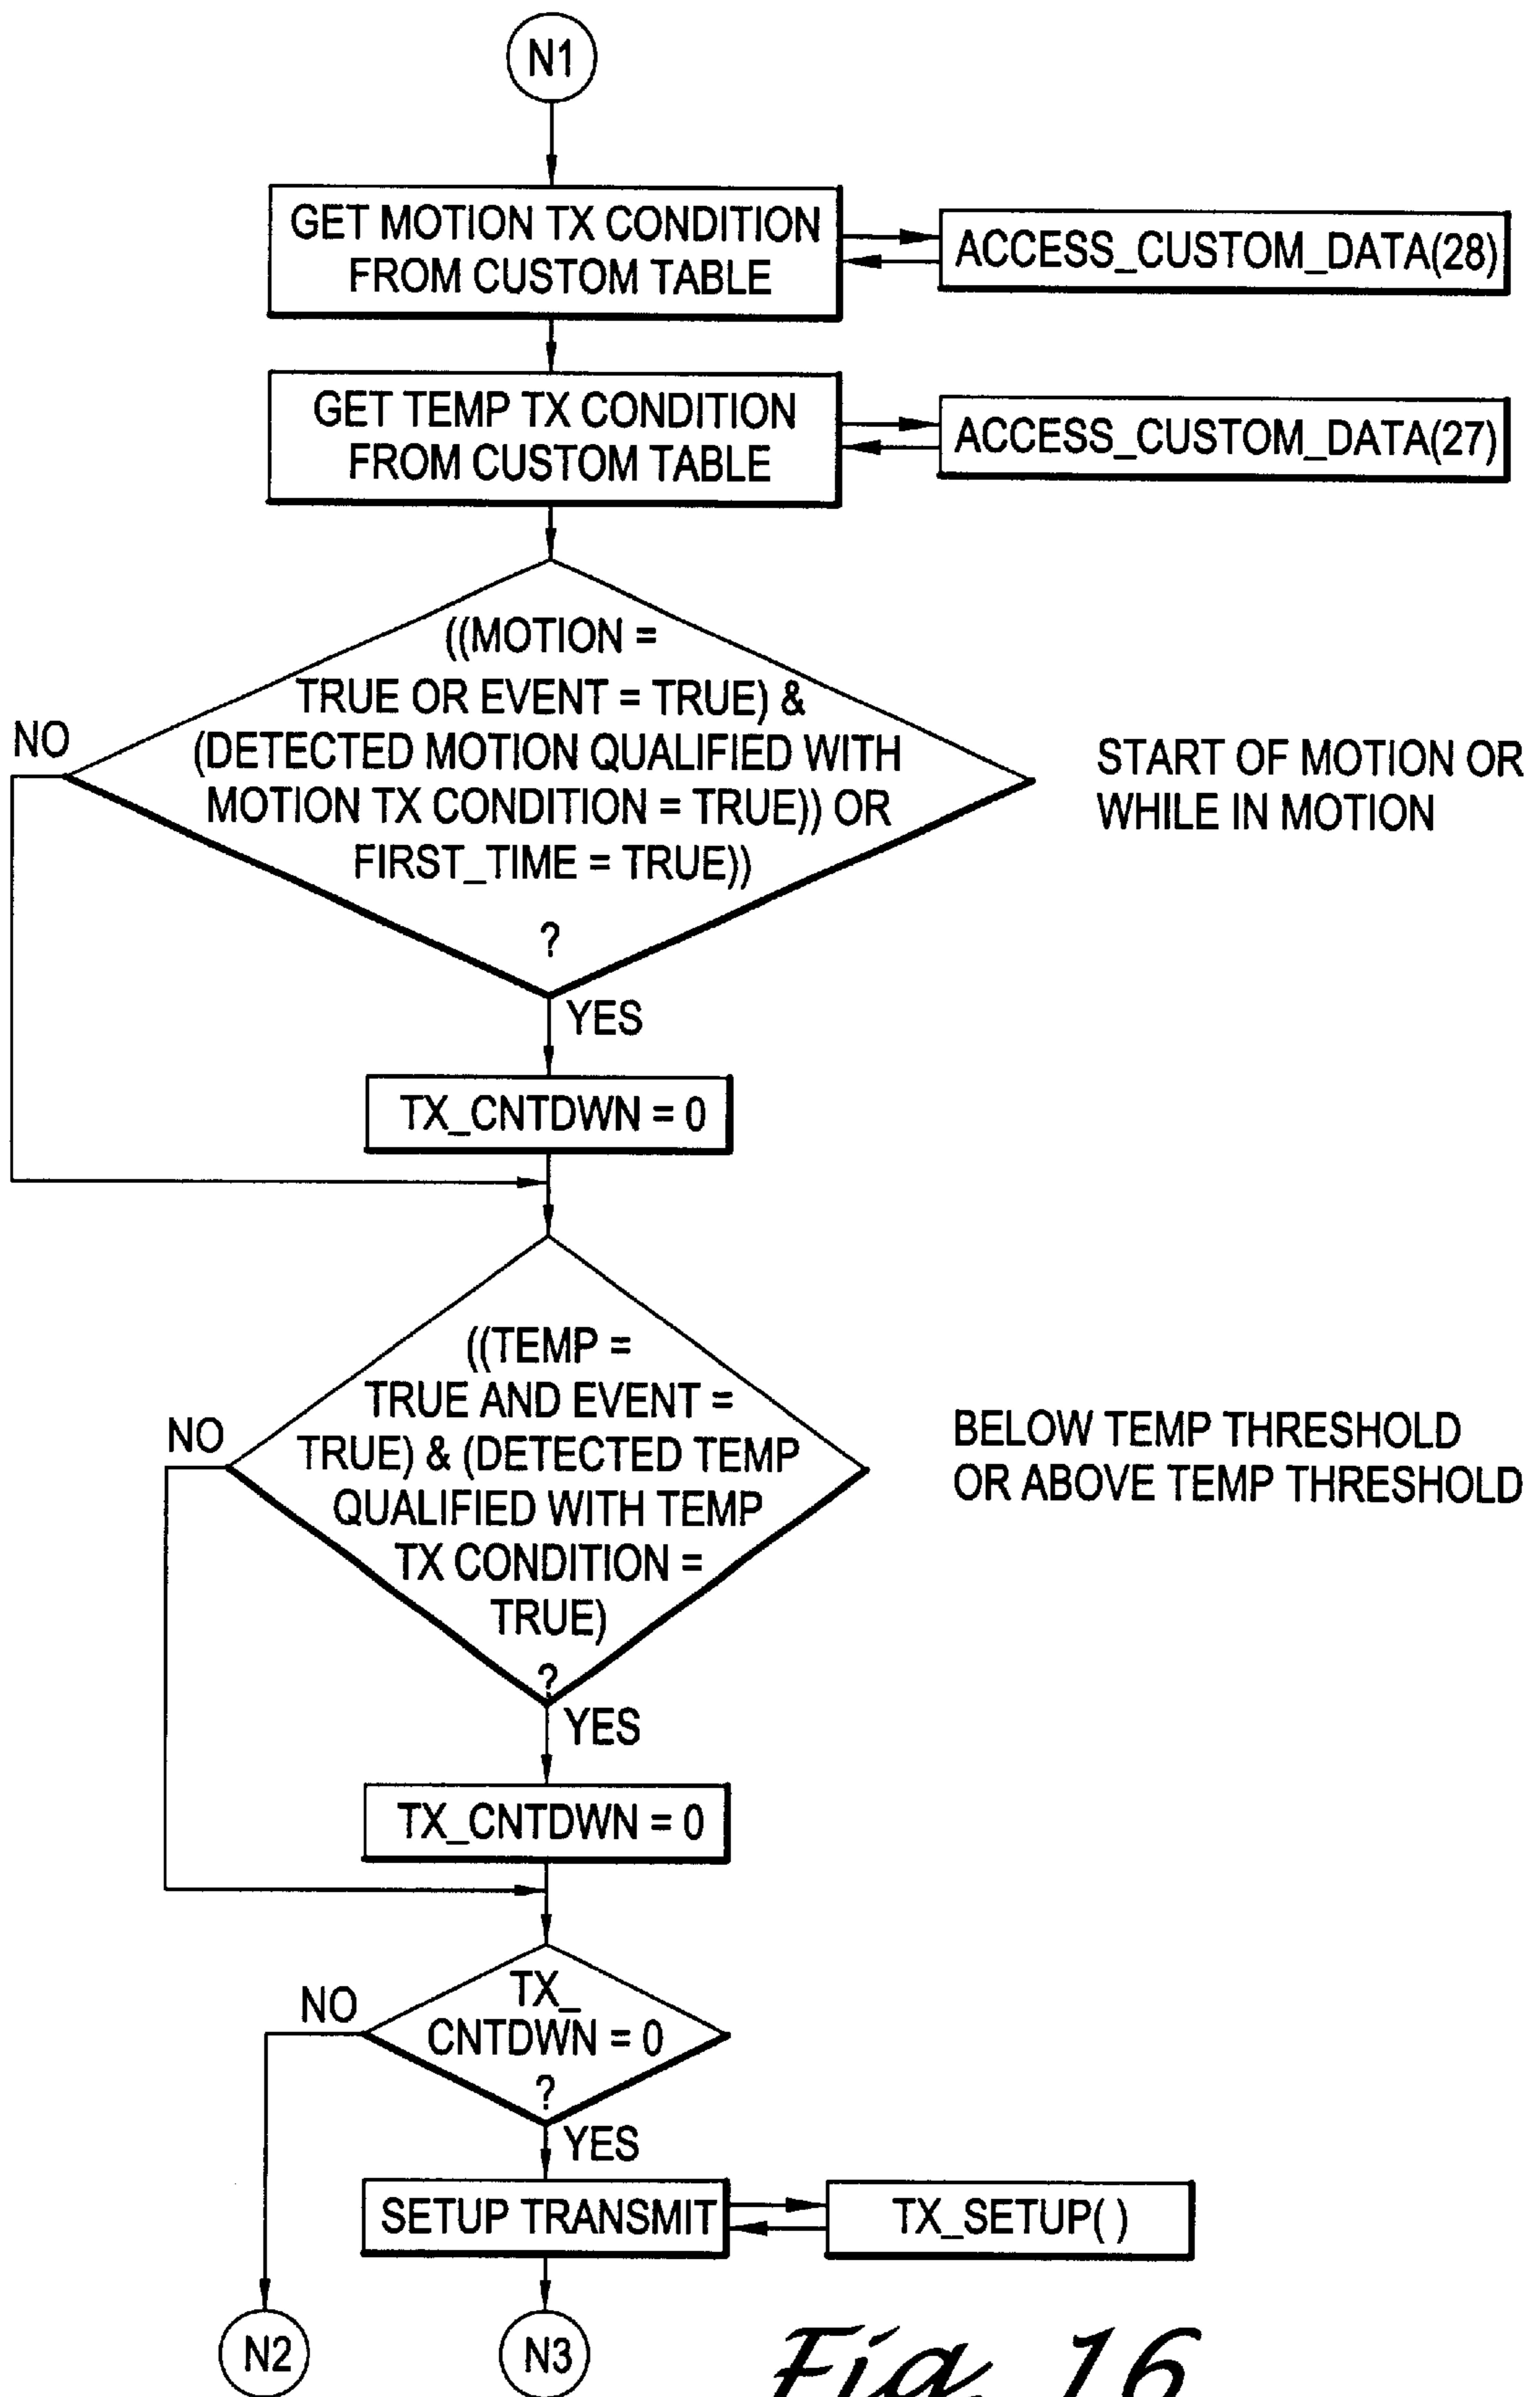 N1
GET MOTION TX CONDITION
FROM CUSTOM TABLE
ACCESS_CUSTOM_DATA(28)
GET TEMP TX CONDITION
FROM CUSTOM TABLE
ACCESS_CUSTOM_DATA(27)
((MOTION =
TRUE OR EVENT = TRUE) &
(DETECTED MOTION QUALIFIED WITH
MOTION TX CONDITION = TRUE)) OR
FIRST_TIME = TRUE))
?
NO
START OF MOTION OR
WHILE IN MOTION
YES
TX_CNTDWN = 0
((TEMP =
TRUE AND EVENT =
TRUE) & (DETECTED TEMP
QUALIFIED WITH TEMP
TX CONDITION =
TRUE)
?
NO
BELOW TEMP THRESHOLD
OR ABOVE TEMP THRESHOLD
YES
TX_CNTDWN = 0
TX_
CNTDWN = 0
?
NO
YES
SETUP TRANSMIT
TX_SETUP( )
N2
N3
Fig. 16